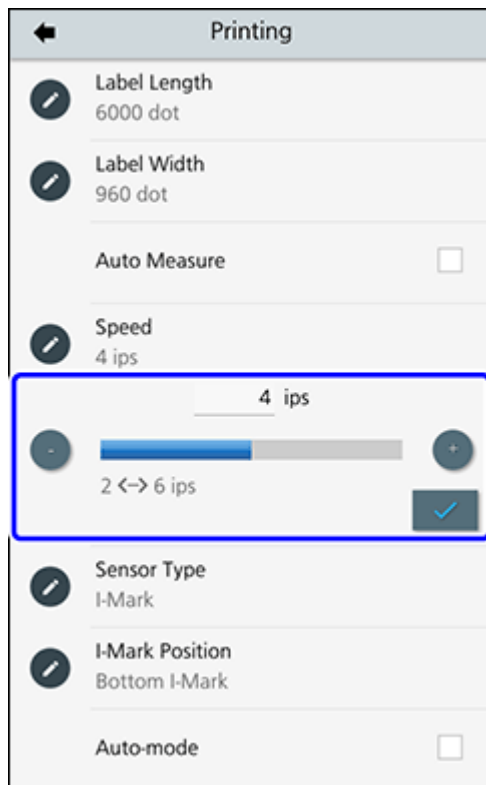 Printing
Label Length
6000 dot
Label Width
960 dot
Auto Measure
Speed
4 ips
4 ips
- +
2 <-> 6 ips
Sensor Type
I-Mark
I-Mark Position
Bottom I-Mark
Auto-mode